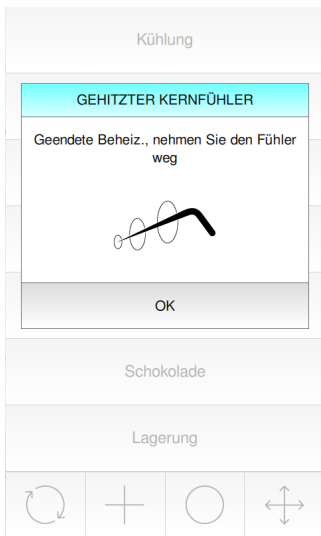 Kühlung
GEHITZTER KERNFÜHLER
Geendete Beheiz., nehmen Sie den Fühler
weg
OK
Schokolade
Lagerung